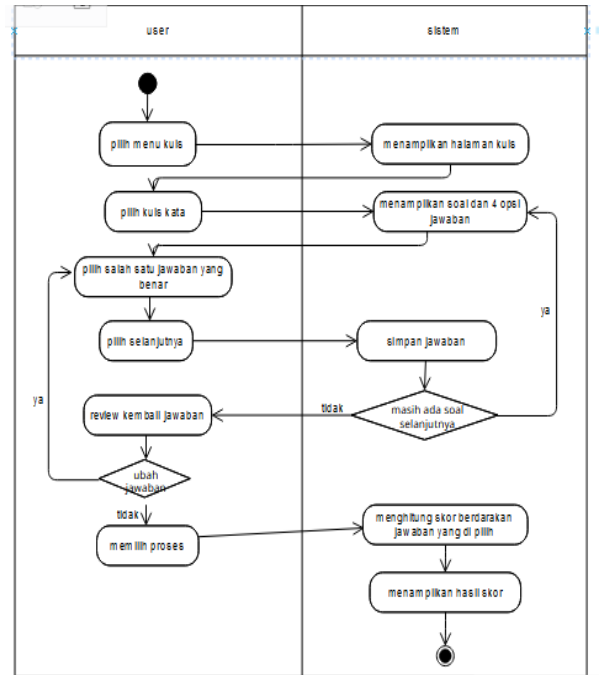 user
sistem
pilih menu kuis
menampilkan halaman kuis
pilih kuis kata
menampilkan soal dan 4 opsi
jawaban
pilih salah satu jawaban yang
benar
ya
pilih selanjutnya
simpan jawaban
ya
review kembali jawaban
tidak
masih ada soal
selanjutnya
ubah
jawaban
tidak
memilih proses
menghitung skor berdarakan
jawaban yang di pilih
menampilkan hasil skor